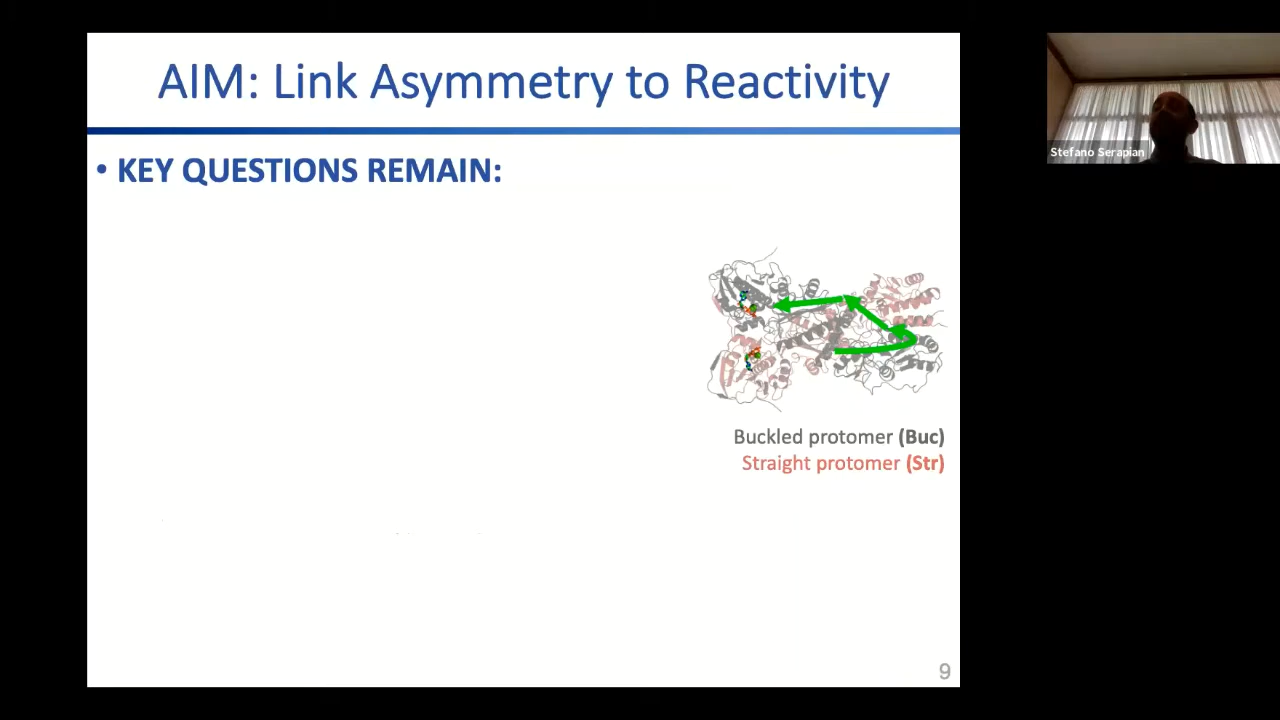 AIM: Link Asymmetry to Reactivity
• KEY QUESTIONS REMAIN:
Buckled protomer (Buc)
Straight protomer (Str)
9
Stefano Serapian